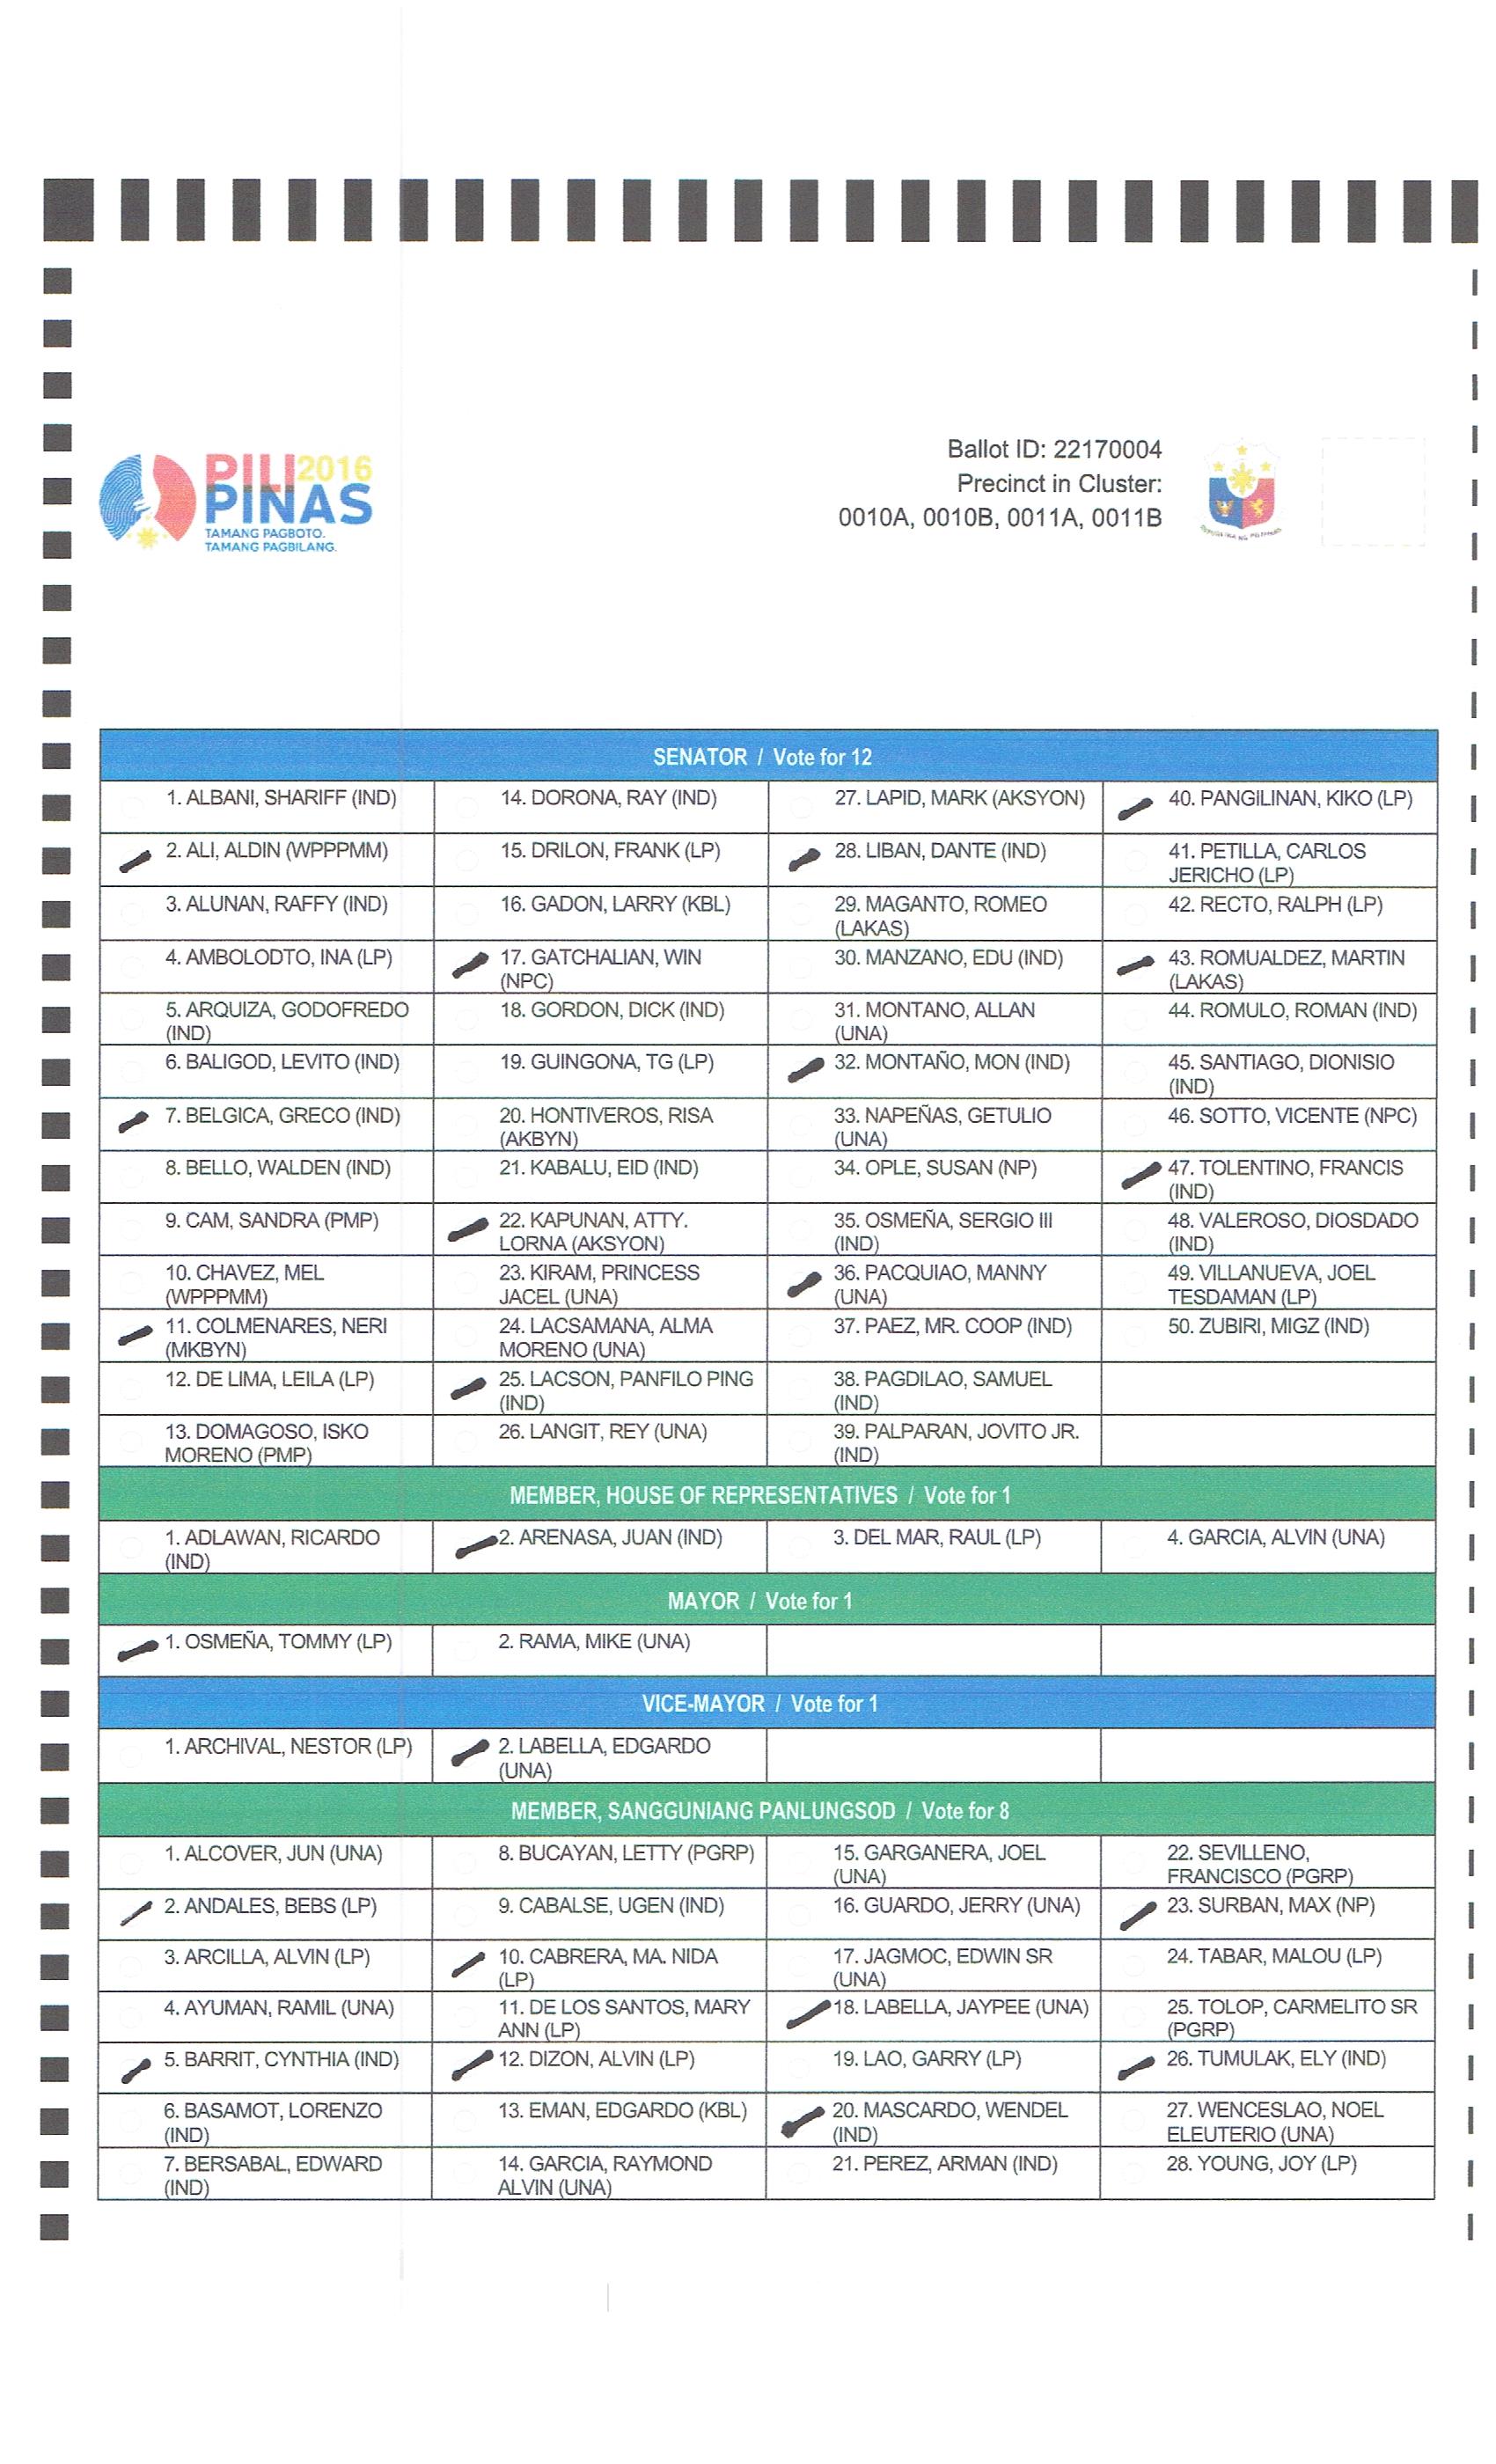 PILI 2016
PINAS
TAMANG PAGBOTO.
TAMANG PAGBILANG.
Ballot ID: 22170004
Precinct in Cluster:
0010A, 0010B, 0011A, 0011B
REPUBLIKA NG PILIPINAS
SENATOR / Vote for 12
1. ALBANI, SHARIFF (IND)
2. ALI, ALDIN (WPPPMM)
3. ALUNAN, RAFFY (IND)
4. AMBOLODTO, INA (LP)
5. ARQUIZA, GODOFREDO
(IND)
6. BALIGOD, LEVITO (IND)
7. BELGICA, GRECO (IND)
8. BELLO, WALDEN (IND)
9. CAM, SANDRA (PMP)
10. CHAVEZ, MEL
(WPPPMM)
11. COLMENARES, NERI
(MKBYN)
12. DE LIMA, LEILA (LP)
13. DOMAGOSO, ISKO
MORENO (PMP)
14. DORONA, RAY (IND)
15. DRILON, FRANK (LP)
16. GADON, LARRY (KBL)
17. GATCHALIAN, WIN
(NPC)
18. GORDON, DICK (IND)
19. GUINGONA, TG (LP)
20. HONTIVEROS, RISA
(AKBYN)
21. KABALU, EID (IND)
22. KAPUNAN, ATTY.
LORNA (AKSYON)
23. KIRAM, PRINCESS
JACEL (UNA)
24. LACSAMANA, ALMA
MORENO (UNA)
25. LACSON, PANFILO PING
(IND)
26. LANGIT, REY (UNA)
27. LAPID, MARK (AKSYON)
28. LIBAN, DANTE (IND)
29. MAGANTO, ROMEO
(LAKAS)
30. MANZANO, EDU (IND)
31. MONTANO, ALLAN
(UNA)
32. MONTAÑO, MON (IND)
33. NAPEÑAS, GETULIO
(UNA)
34. OPLE, SUSAN (NP)
35. OSMEÑA, SERGIO III
(IND)
36. PACQUIAO, MANNY
(UNA)
37. PAEZ, MR. COOP (IND)
38. PAGDILAO, SAMUEL
(IND)
39. PALPARAN, JOVITO JR.
(IND)
40. PANGILINAN, KIKO (LP)
41. PETILLA, CARLOS
JERICHO (LP)
42. RECTO, RALPH (LP)
43. ROMUALDEZ, MARTIN
(LAKAS)
44. ROMULO, ROMAN (IND)
45. SANTIAGO, DIONISIO
(IND)
46. SOTTO, VICENTE (NPC)
47. TOLENTINO, FRANCIS
(IND)
48. VALEROSO, DIOSDADO
(IND)
49. VILLANUEVA, JOEL
TESDAMAN (LP)
50. ZUBIRI, MIGZ (IND)
MEMBER, HOUSE OF REPRESENTATIVES / Vote for 1
1. ADLAWAN, RICARDO
(IND)
2. ARENASA, JUAN (IND)
3. DEL MAR, RAUL (LP)
4. GARCIA, ALVIN (UNA)
MAYOR / Vote for 1
1. OSMEÑA, TOMMY (LP)
2. RAMA, MIKE (UNA)
VICE-MAYOR / Vote for 1
1. ARCHIVAL, NESTOR (LP)
2. LABELLA, EDGARDO
(UNA)
MEMBER, SANGGUNIANG PANLUNGSOD / Vote for 8
1. ALCOVER, JUN (UNA)
2. ANDALES, BEBS (LP)
3. ARCILLA, ALVIN (LP)
4. AYUMAN, RAMIL (UNA)
5. BARRIT, CYNTHIA (IND)
6. BASAMOT, LORENZO
(IND)
7. BERSABAL, EDWARD
(IND)
8. BUCAYAN, LETTY (PGRP)
9. CABALSE, UGEN (IND)
10. CABRERA, MA. NIDA
(LP)
11. DE LOS SANTOS, MARY
ANN (LP)
12. DIZON, ALVIN (LP)
13. EMAN, EDGARDO (KBL)
14. GARCIA, RAYMOND
ALVIN (UNA)
15. GARGANERA, JOEL
(UNA)
16. GUARDO, JERRY (UNA)
17. JAGMOC, EDWIN SR
(UNA)
18. LABELLA, JAYPEE (UNA)
19. LAO, GARRY (LP)
20. MASCARDO, WENDEL
(IND)
21. PEREZ, ARMAN (IND)
22. SEVILLENO,
FRANCISCO (PGRP)
23. SURBAN, MAX (NP)
24. TABAR, MALOU (LP)
25. TOLOP, CARMELITO SR
(PGRP)
26. TUMULAK, ELY (IND)
27. WENCESLAO, NOEL
ELEUTERIO (UNA)
28. YOUNG, JOY (LP)